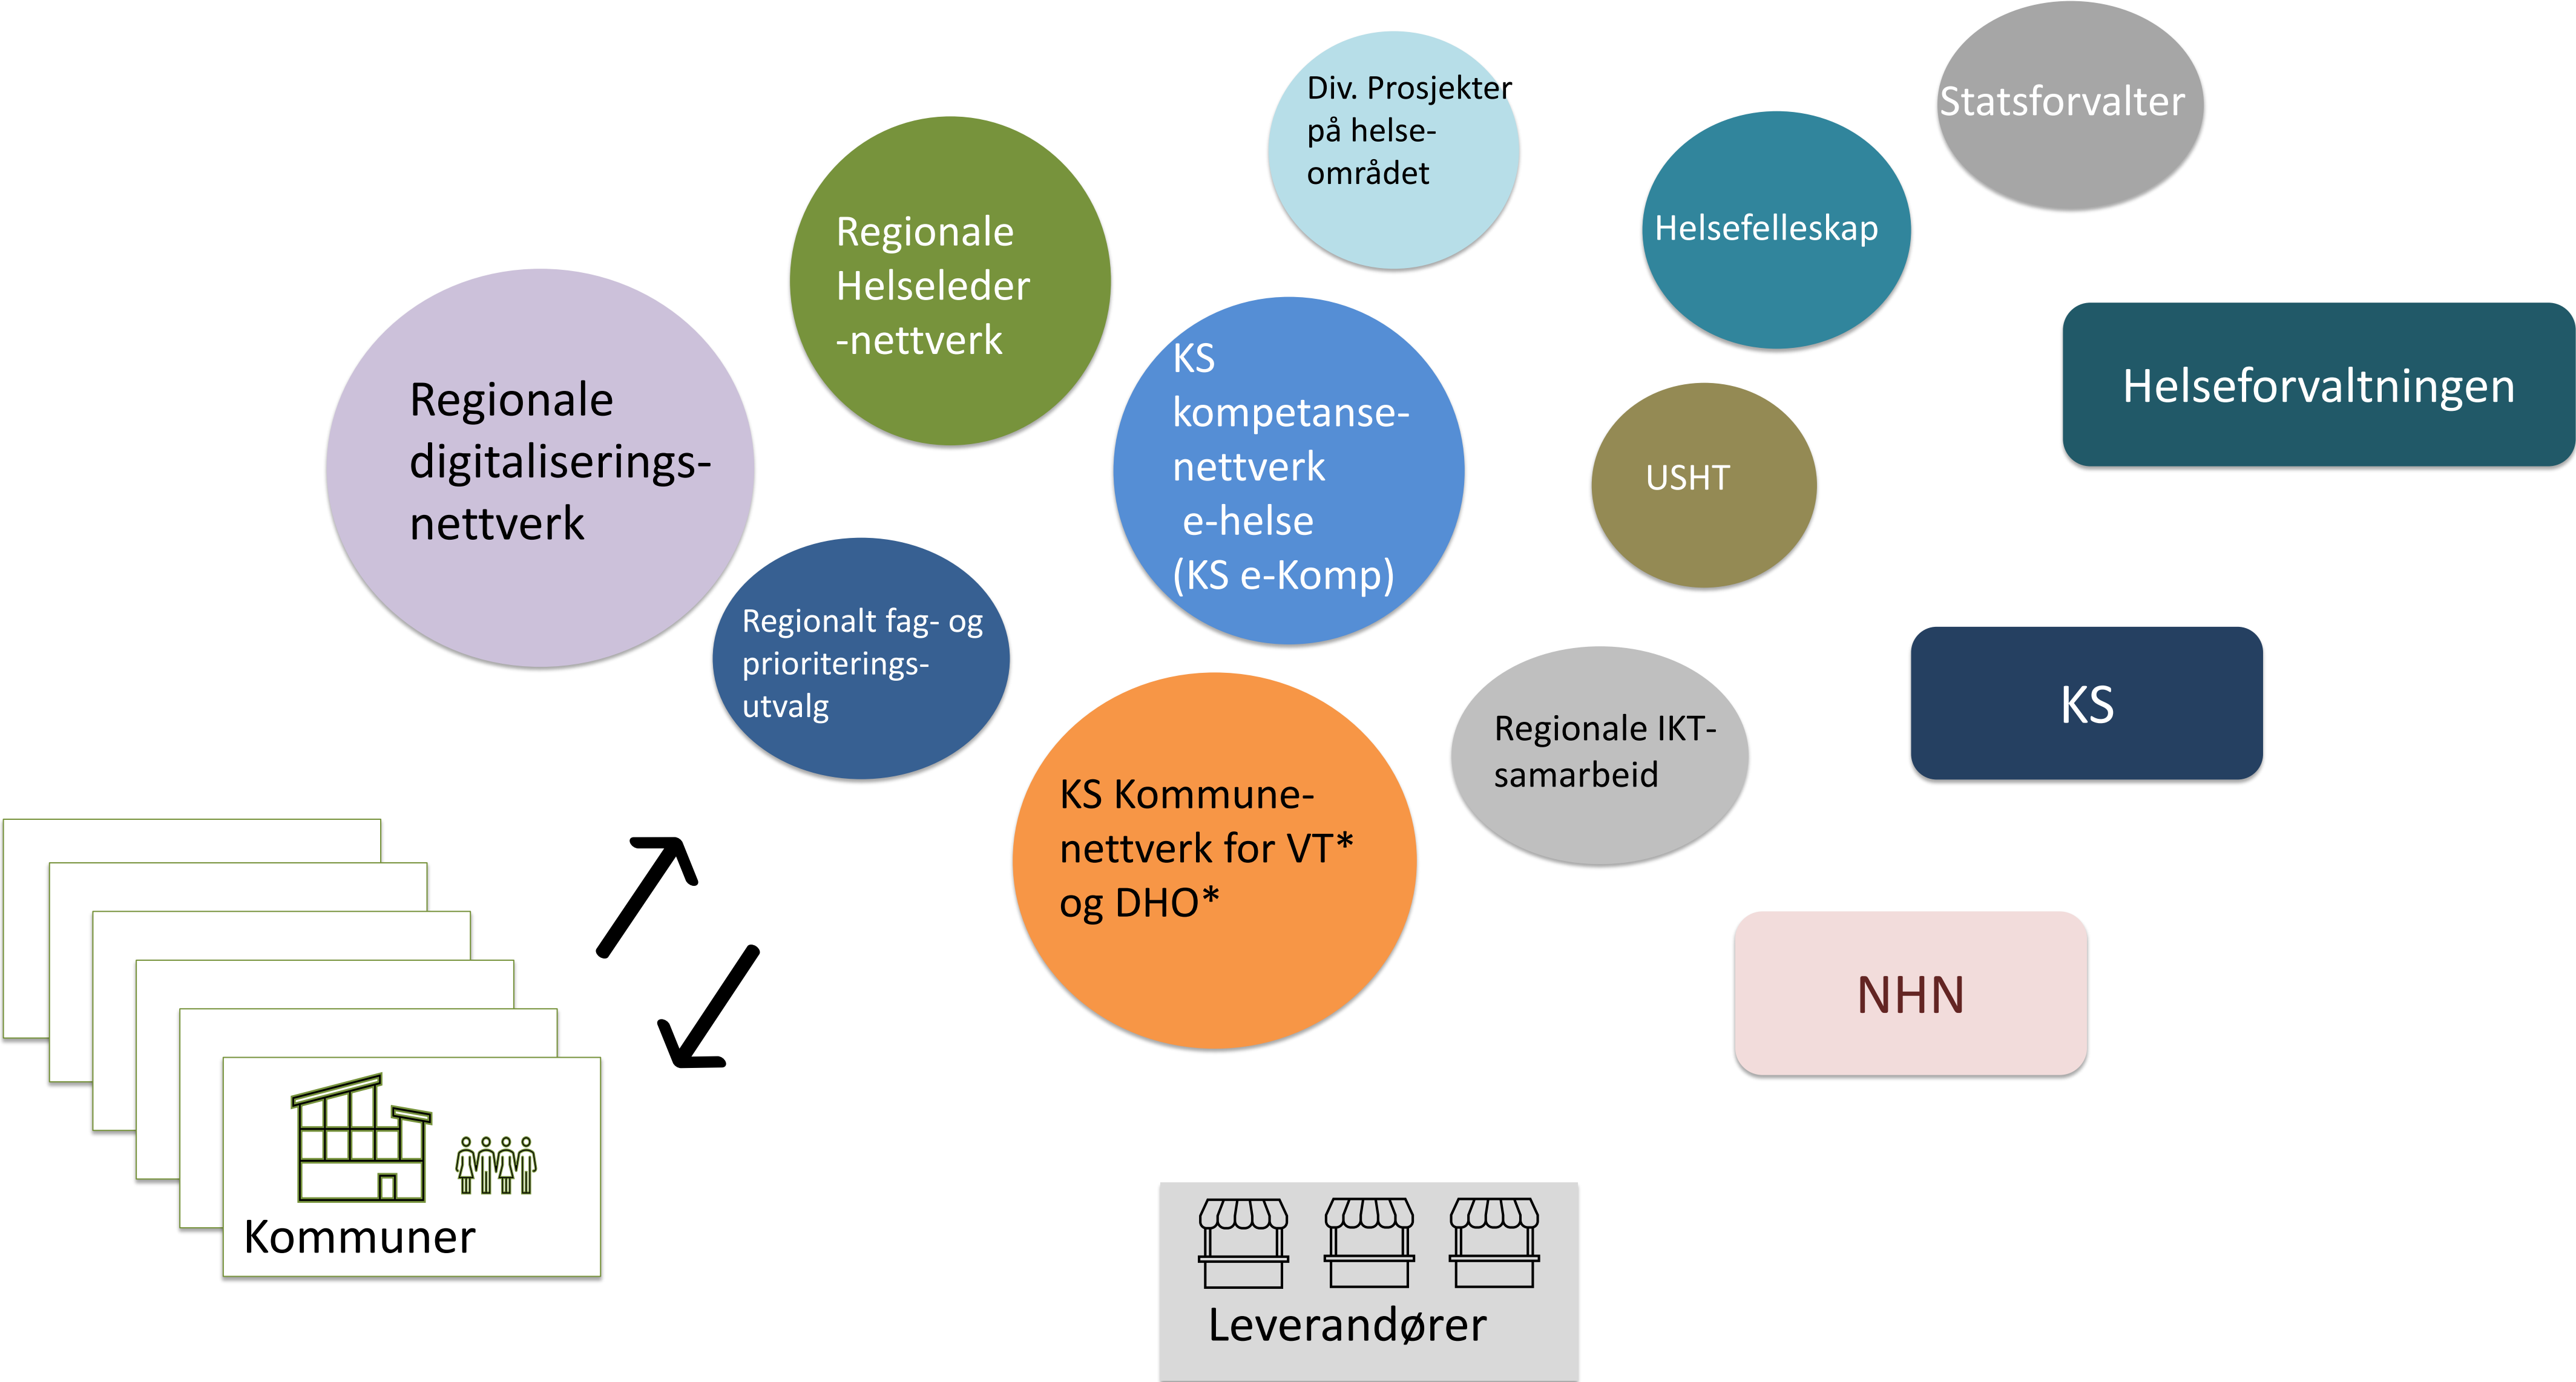 Div. Prosjekter
på helse-
området
Statsforvalter
Helsefelleskap
Regionale
Helseleder
-nettverk
Helseforvaltningen
Regionale
digitaliserings-
nettverk
KS
kompetanse-
nettverk
e-helse
(KS e-Komp)
USHT
Regionalt fag- og
prioriterings-
utvalg
KS
Regionale IKT-
samarbeid
KS Kommune-
nettverk for VT*
og DHO*
NHN
Kommuner
Leverandører